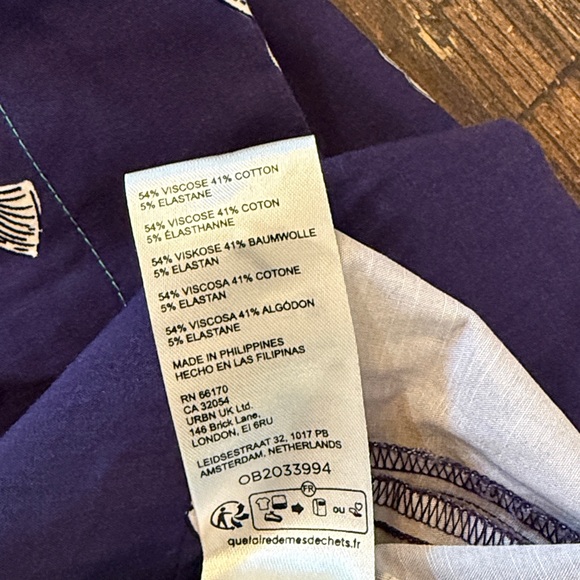 54% VISCOSE 41% COTTON
5% ELASTANE
54% VISCOSE 41% COTON
5% ÉLASTHANNE
54% VISKOSE 41% BAUMWOLLE
5% ELASTAN
54% VISCOSA 41% COTONE
5% ELASTAN
54% VISCOSA 41% ALGÓDON
5% ELASTANE
MADE IN PHILIPPINES
HECHO EN LAS FILIPINAS
RN 66170
CA 32054
URBN UK Ltd.
146 Brick Lane,
LONDON, EI 6RU
LEIDSESTRAAT 32, 1017 PB
AMSTERDAM, NETHERLANDS
OB2033994
FR
OU
quefairedemesdechets.fr